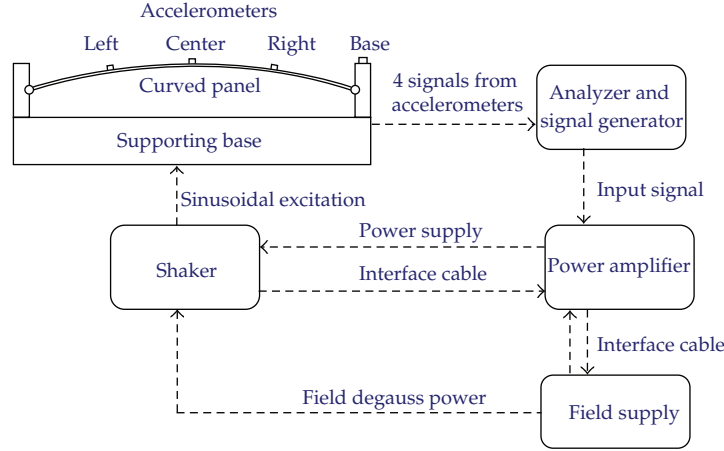 Accelerometers
Left Center Right Base
Curved panel
Supporting base
4 signals from
accelerometers
Analyzer and
signal generator
Sinusoidal excitation
Input signal
Shaker
Power supply
Interface cable
Power amplifier
Interface cable
Field degauss power
Field supply